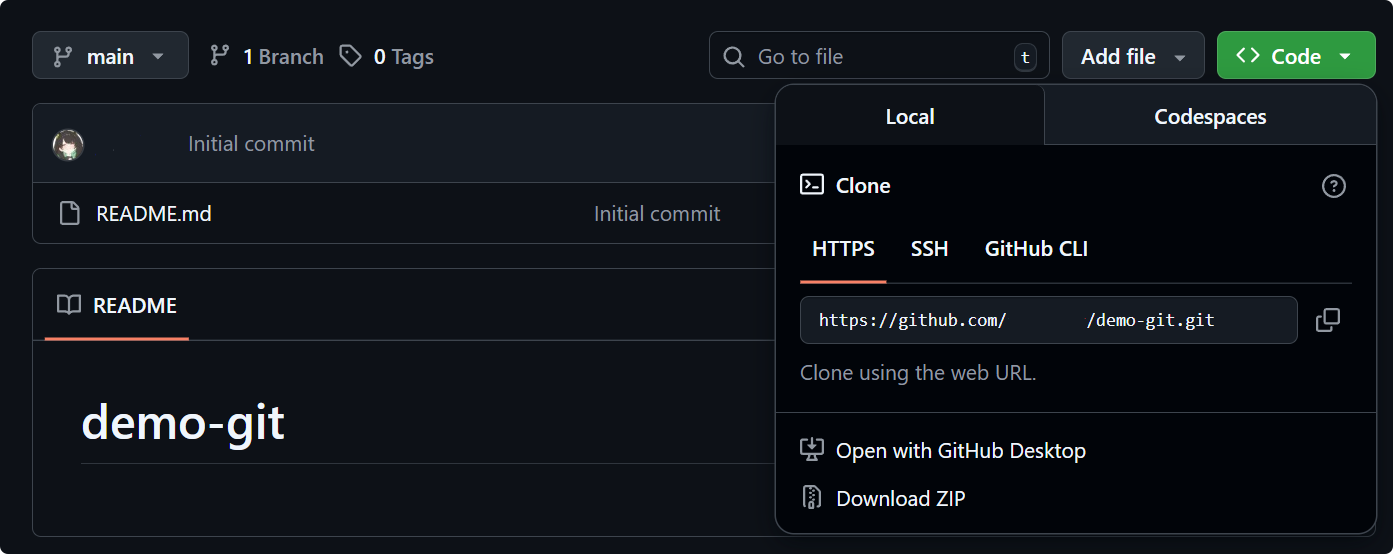 main 1 Branch 0 Tags Go to file t Add file Code
Local Codespaces
Initial commit
Clone
README.md Initial commit
HTTPS SSH GitHub CLI
README
https://github.com/ /demo-git.git
Clone using the web URL.
demo-git
Open with GitHub Desktop
Download ZIP